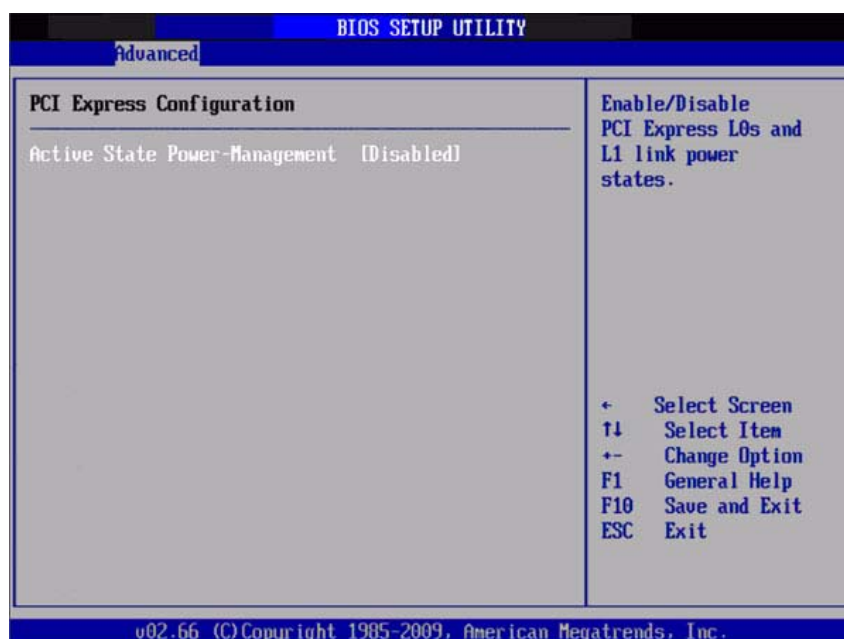 BIOS SETUP UTILITY
Advanced
PCI Express Configuration
Active State Power-Management [Disabled]
Enable/Disable
PCI Express L0s and
L1 link power
states.
← Select Screen
↑↓ Select Item
+- Change Option
F1 General Help
F10 Save and Exit
ESC Exit
v02.66 (C)Copyright 1985-2009, American Megatrends, Inc.